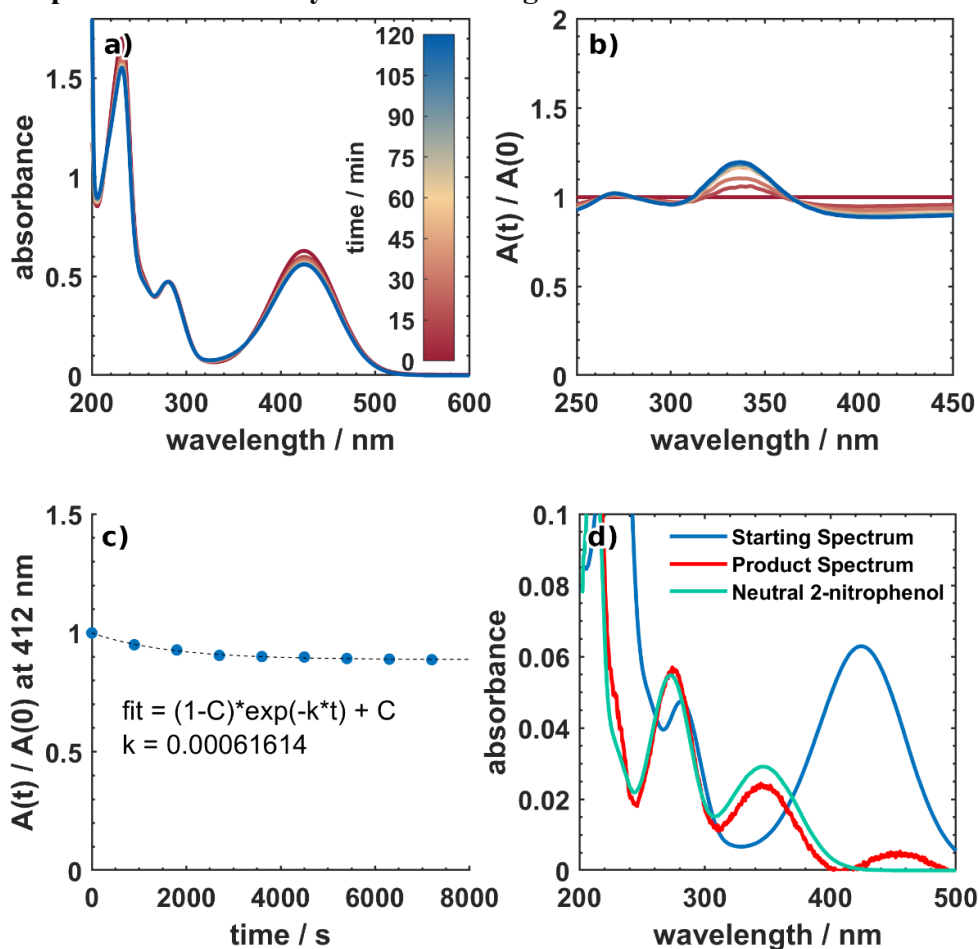 a)
absorbance
1.5
1
0.5
0
200 300 400 500 600
wavelength / nm
time / min
120
105
90
75
60
45
30
15
0
b)
A(t) / A(0)
2
1.5
1
0.5
0
250 300 350 400 450
wavelength / nm
c)
A(t) / A(0) at 412 nm
1.5
1
0.5
0
fit = (1-C)*exp(-k*t) + C
k = 0.00061614
0 2000 4000 6000 8000
time / s
d)
absorbance
0.1
0.08
0.06
0.04
0.02
0
Starting Spectrum
Product Spectrum
Neutral 2-nitrophenol
200 300 400 500
wavelength / nm